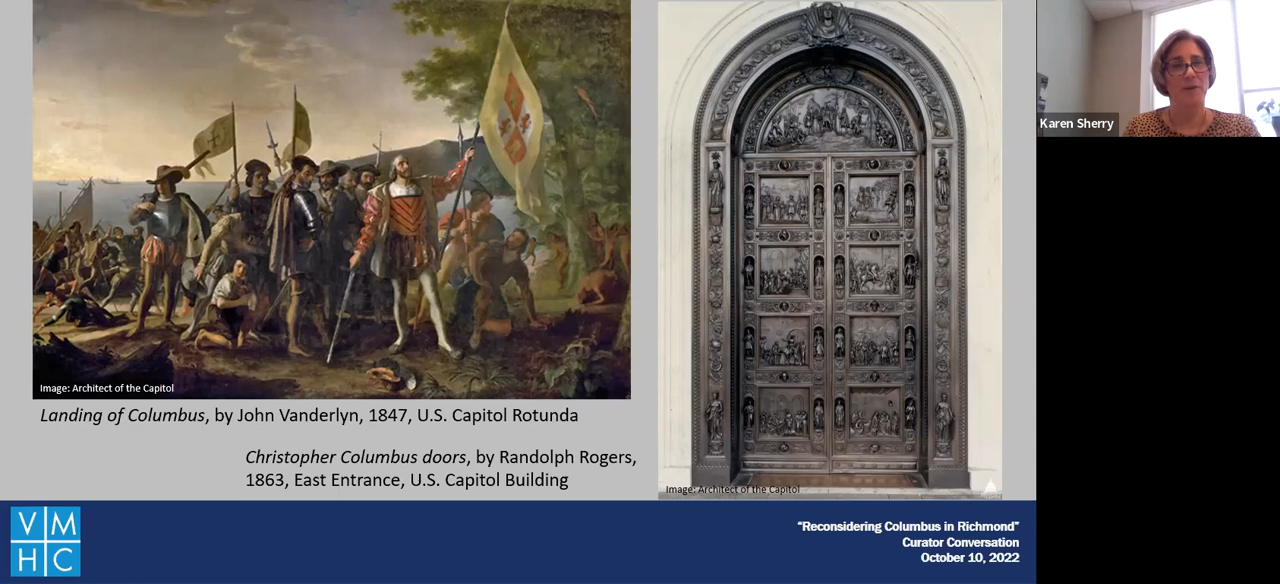 Karen Sherry
Image: Architect of the Capitol
Landing of Columbus, by John Vanderlyn, 1847, U.S. Capitol Rotunda
Christopher Columbus doors, by Randolph Rogers,
1863, East Entrance, U.S. Capitol Building
Image: Architect of the Capitol
V M
H C
“Reconsidering Columbus in Richmond”
Curator Conversation
October 10, 2022